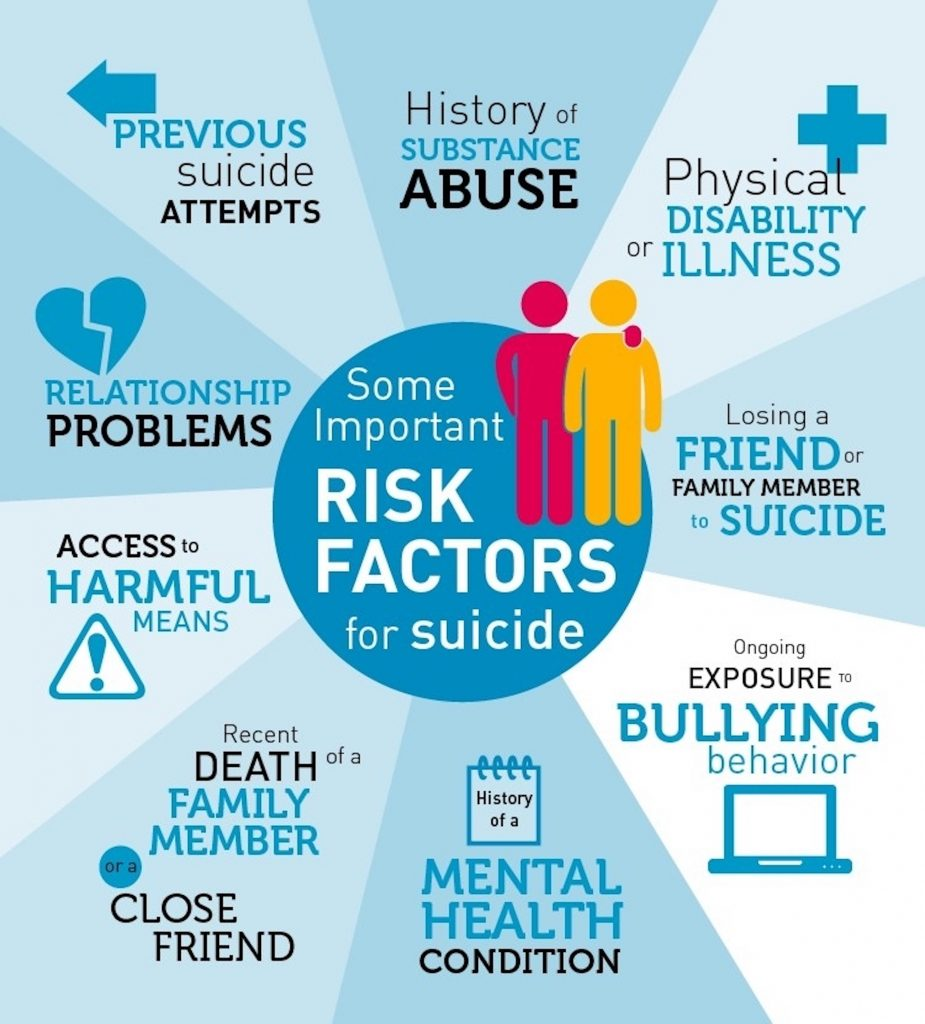 Some
Important
RISK
FACTORS
for suicide
PREVIOUS
suicide
ATTEMPTS
History of
SUBSTANCE
ABUSE
Physical
DISABILITY
or ILLNESS
Losing a
FRIEND or
FAMILY MEMBER
to SUICIDE
Ongoing
EXPOSURE TO
BULLYING
behavior
History
of a
MENTAL
HEALTH
CONDITION
Recent
DEATH of a
FAMILY
MEMBER
or a
CLOSE
FRIEND
ACCESS to
HARMFUL
MEANS
RELATIONSHIP
PROBLEMS